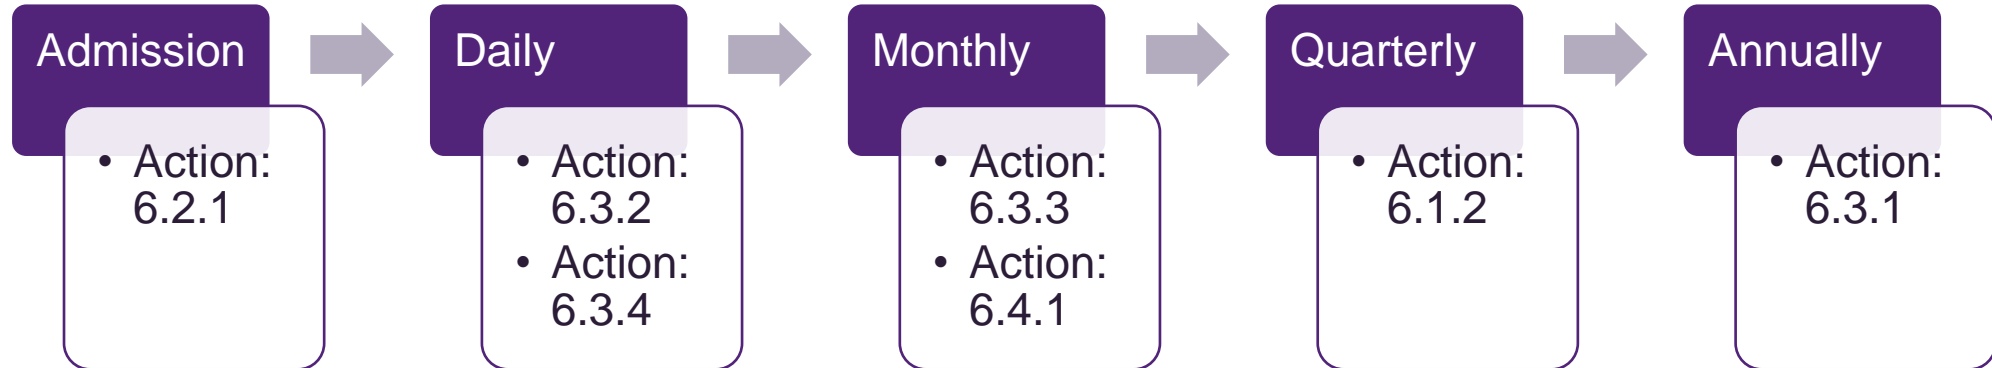 Admission
• Action:
6.2.1
Daily
• Action:
6.3.2
• Action:
6.3.4
Monthly
• Action:
6.3.3
• Action:
6.4.1
Quarterly
• Action:
6.1.2
Annually
• Action:
6.3.1